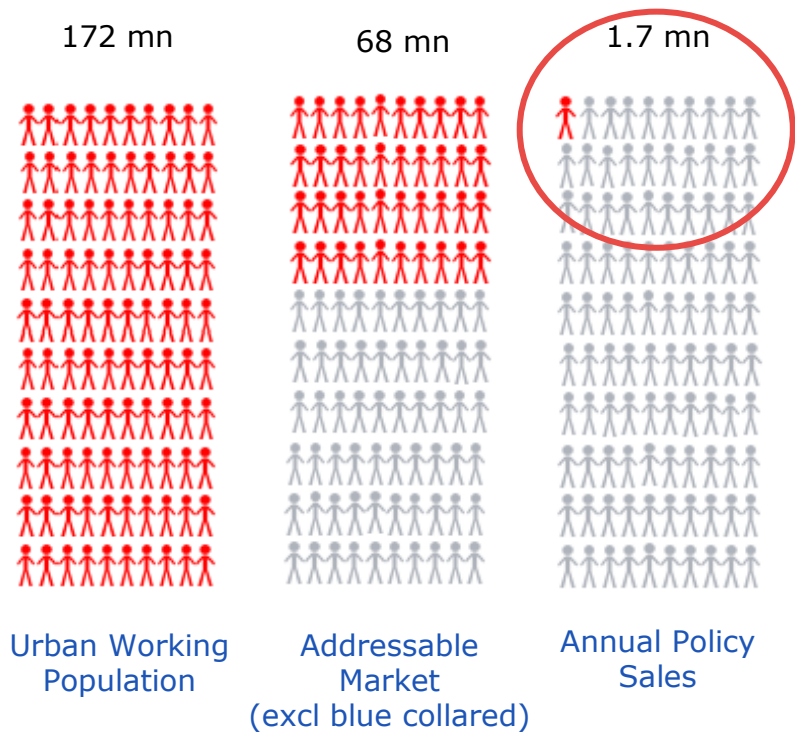 172 mn
68 mn
1.7 mn
Urban Working
Population
Addressable
Market
(excl blue collared)
Annual Policy
Sales